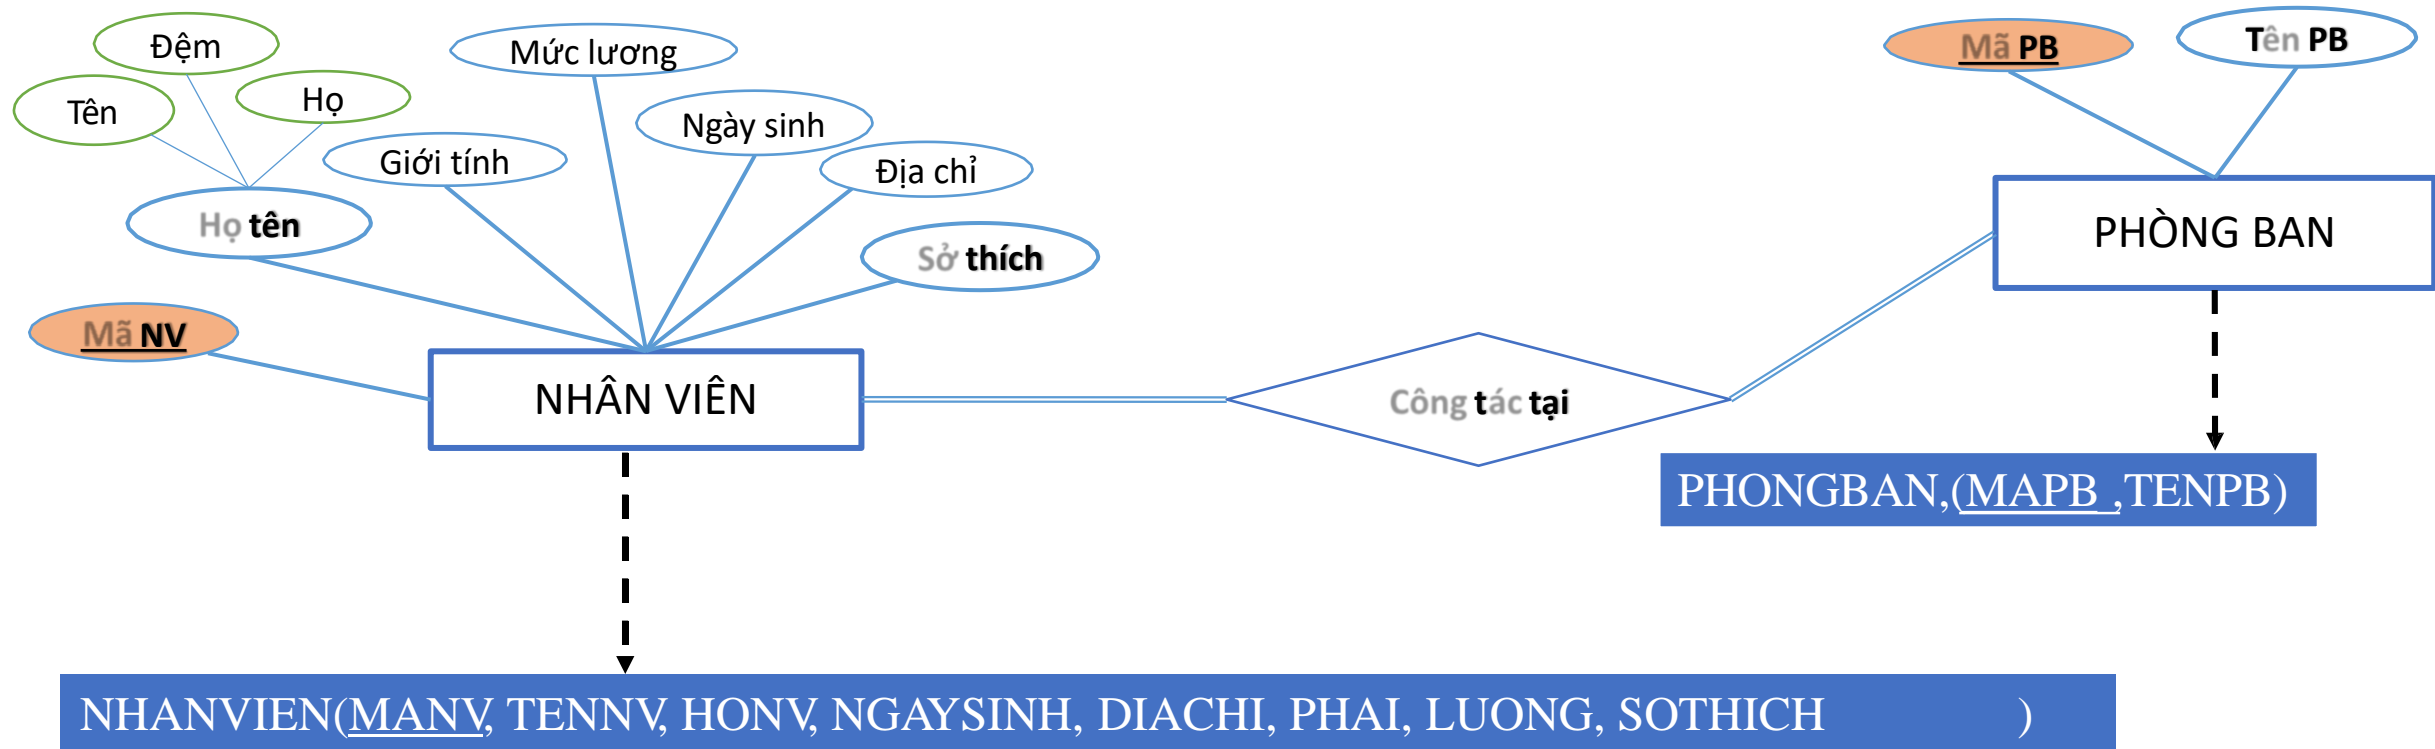 Đệm
Mức lương
Mã PB
Tên PB
Tên
Họ
Ngày sinh
Giới tính
Địa chỉ
Họ tên
Sở thích
PHÒNG BAN
Mã NV
NHÂN VIÊN
Công tác tại
PHONGBAN,(MAPB ,TENPB)
NHANVIEN(MANV, TENNV, HONV, NGAYSINH, DIACHI, PHAI, LUONG, SOTHICH )